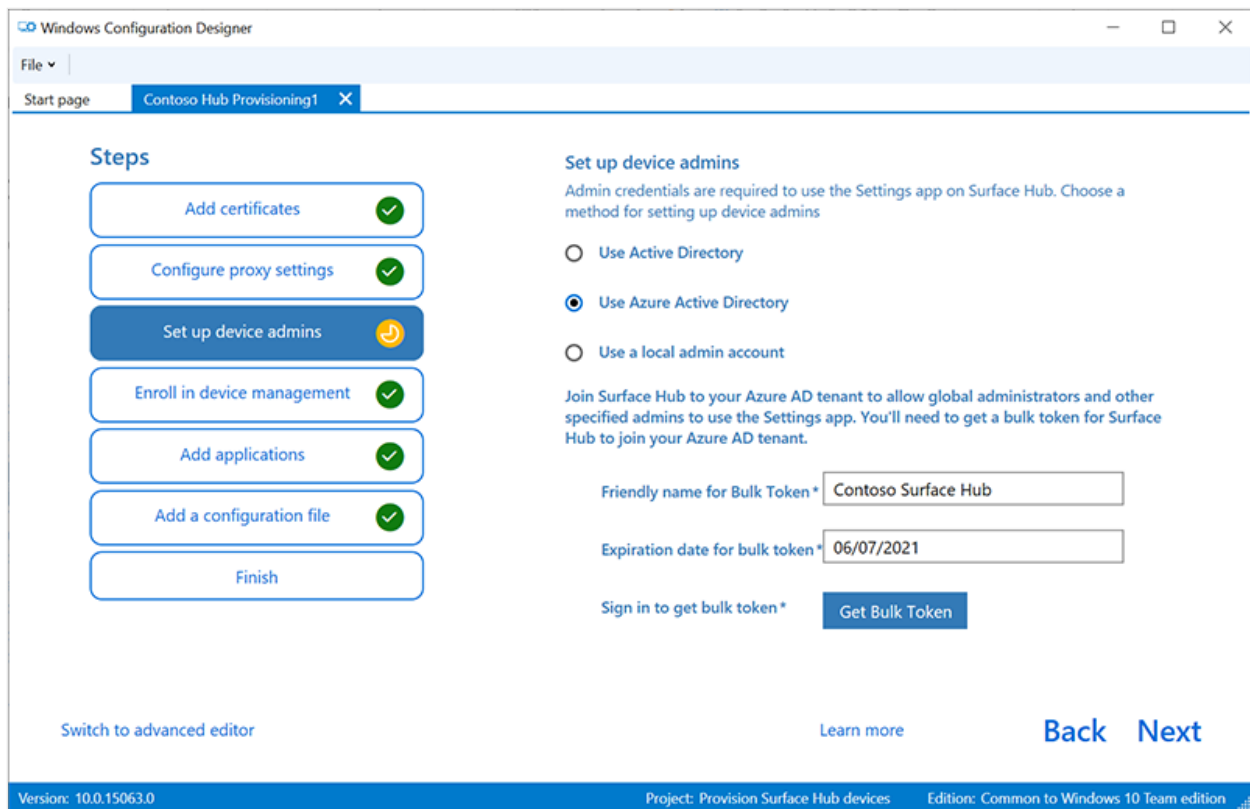 Windows Configuration Designer
File
Start page
Contoso Hub Provisioning1
Steps
Add certificates
Configure proxy settings
Set up device admins
Enroll in device management
Add applications
Add a configuration file
Finish
Set up device admins
Admin credentials are required to use the Settings app on Surface Hub. Choose a
method for setting up device admins
Use Active Directory
Use Azure Active Directory
Use a local admin account
Join Surface Hub to your Azure AD tenant to allow global administrators and other
specified admins to use the Settings app. You'll need to get a bulk token for Surface
Hub to join your Azure AD tenant.
Friendly name for Bulk Token* Contoso Surface Hub
Expiration date for bulk token* 06/07/2021
Sign in to get bulk token* Get Bulk Token
Switch to advanced editor
Learn more
Back Next
Version: 10.0.15063.0
Project: Provision Surface Hub devices
Edition: Common to Windows 10 Team edition